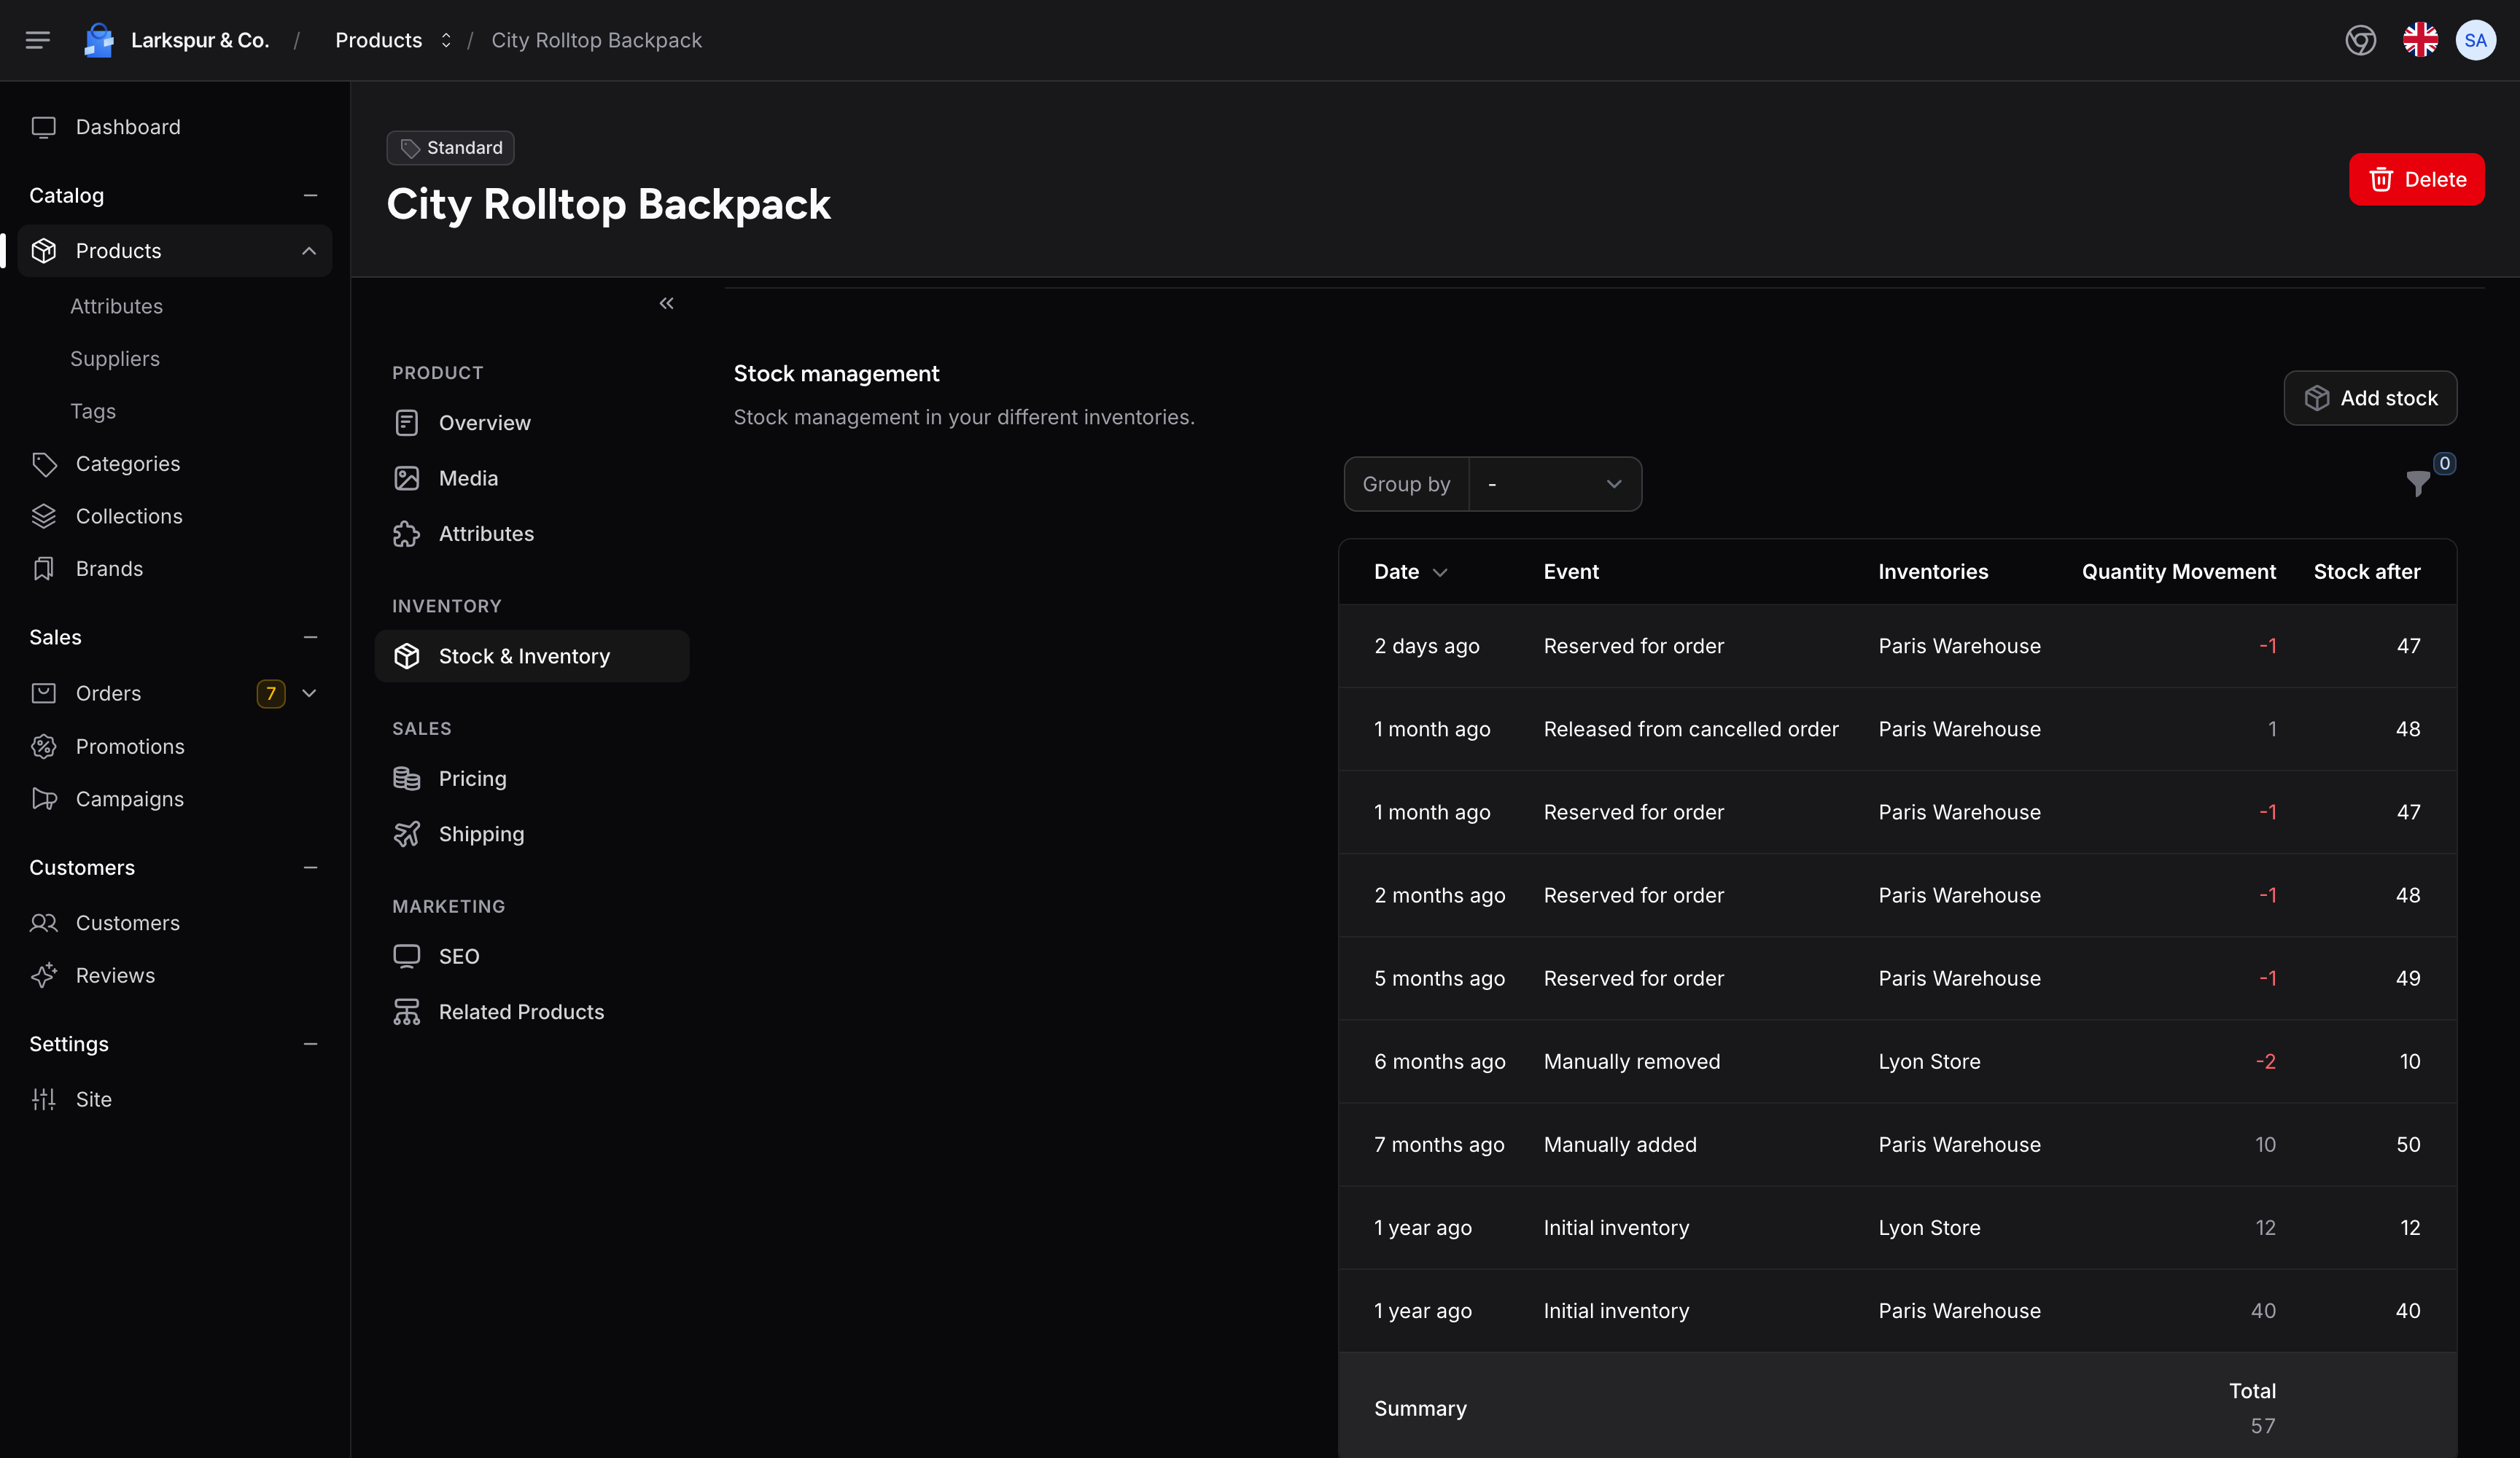 Larkspur & Co. / Products / City Rolltop Backpack
SA
Dashboard
Catalog
Products
Attributes
Suppliers
Tags
Categories
Collections
Brands
Sales
Orders 7
Promotions
Campaigns
Customers
Customers
Reviews
Settings
Site
Standard
City Rolltop Backpack
Delete
PRODUCT
Overview
Media
Attributes
INVENTORY
Stock & Inventory
SALES
Pricing
Shipping
MARKETING
SEO
Related Products
Stock management
Stock management in your different inventories.
Add stock
Group by -
0
Date Event Inventories Quantity Movement Stock after
2 days ago Reserved for order Paris Warehouse -1 47
1 month ago Released from cancelled order Paris Warehouse 1 48
1 month ago Reserved for order Paris Warehouse -1 47
2 months ago Reserved for order Paris Warehouse -1 48
5 months ago Reserved for order Paris Warehouse -1 49
6 months ago Manually removed Lyon Store -2 10
7 months ago Manually added Paris Warehouse 10 50
1 year ago Initial inventory Lyon Store 12 12
1 year ago Initial inventory Paris Warehouse 40 40
Summary
Total
57